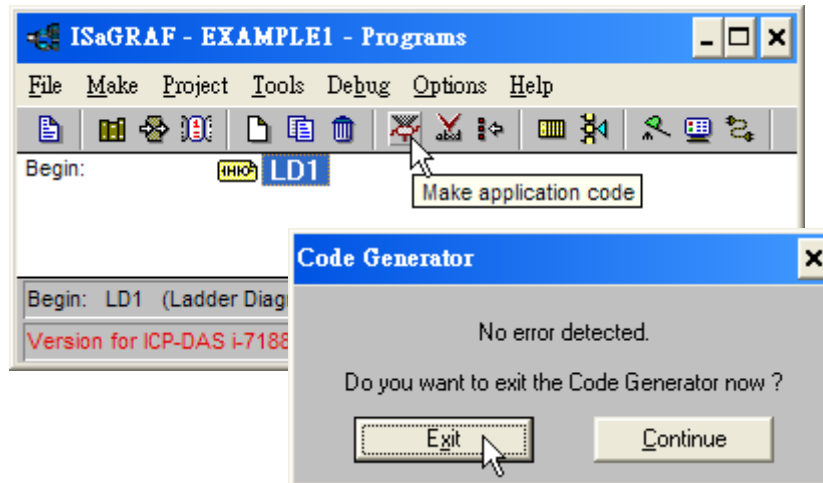 ISaGRAF - EXAMPLE1 - Programs
File Make Project Tools Debug Options Help
Begin: LD1
Make application code
Begin: LD1 (Ladder Diag
Version for ICP-DAS i-7188
Code Generator
No error detected.
Do you want to exit the Code Generator now ?
Exit Continue